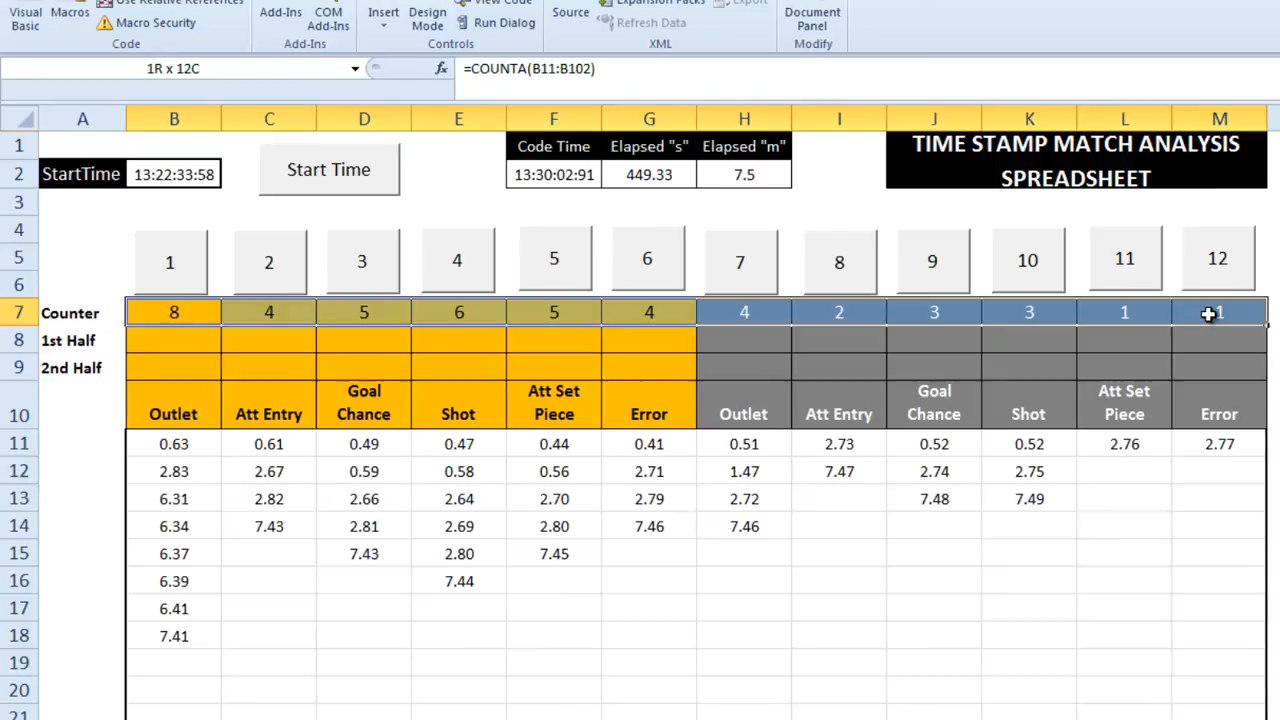 Use Relative References
View Code
Expansion Packs
Export
Visual Basic
Macros
Macro Security
Add-Ins
COM Add-Ins
Insert
Design Mode
Run Dialog
Source
Refresh Data
Document Panel
Code
Add-Ins
Controls
XML
Modify
1R x 12C
fx
=COUNTA(B11:B102)
A B C D E F G H I J K L M
1 Code Time Elapsed "s" Elapsed "m" TIME STAMP MATCH ANALYSIS SPREADSHEET
2 StartTime 13:22:33:58 Start Time 13:30:02:91 449.33 7.5
3
4
5 1 2 3 4 5 6 7 8 9 10 11 12
6
7 Counter 8 4 5 6 5 4 4 2 3 3 1 1
8 1st Half
9 2nd Half
10 Outlet Att Entry Goal Chance Shot Att Set Piece Error Outlet Att Entry Goal Chance Shot Att Set Piece Error
11 0.63 0.61 0.49 0.47 0.44 0.41 0.51 2.73 0.52 0.52 2.76 2.77
12 2.83 2.67 0.59 0.58 0.56 2.71 1.47 7.47 2.74 2.75
13 6.31 2.82 2.66 2.64 2.70 2.79 2.72 7.48 7.49
14 6.34 7.43 2.81 2.69 2.80 7.46 7.46
15 6.37 7.43 2.80 7.45
16 6.39 7.44
17 6.41
18 7.41
19
20
21